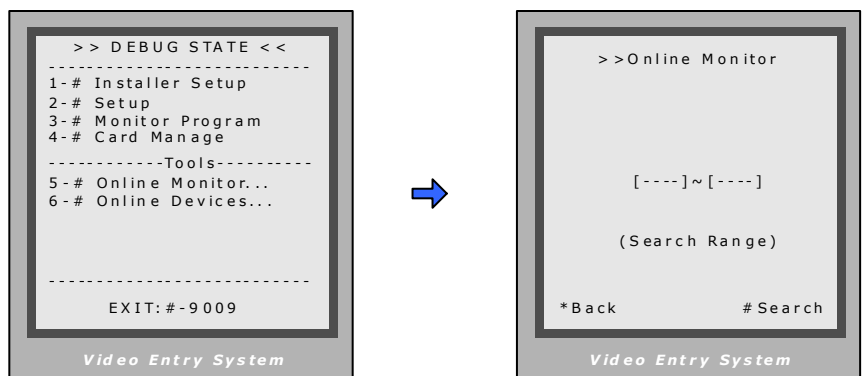 >> DEBUG STATE <<
---------------------------
1-# Installer Setup
2-# Setup
3-# Monitor Program
4-# Card Manage
------------Tools----------
5-# Online Monitor...
6-# Online Devices...
---------------------------
EXIT:#-9009
Video Entry System
>>Online Monitor
[----]~[----]
(Search Range)
*Back #Search
Video Entry System